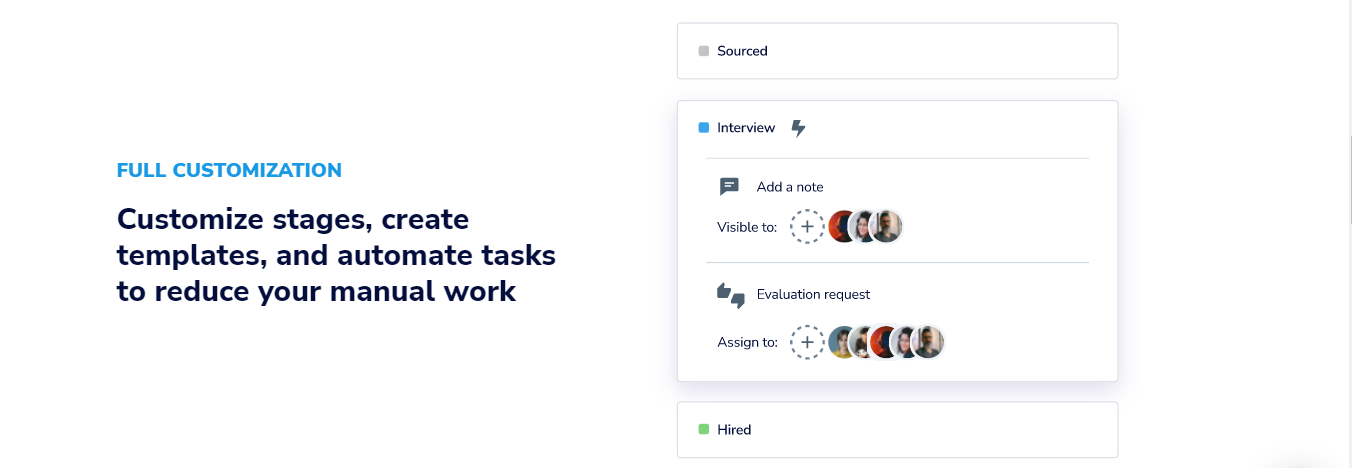 FULL CUSTOMIZATION
Customize stages, create
templates, and automate tasks
to reduce your manual work
Sourced
Interview
Add a note
Visible to:
Evaluation request
Assign to:
Hired